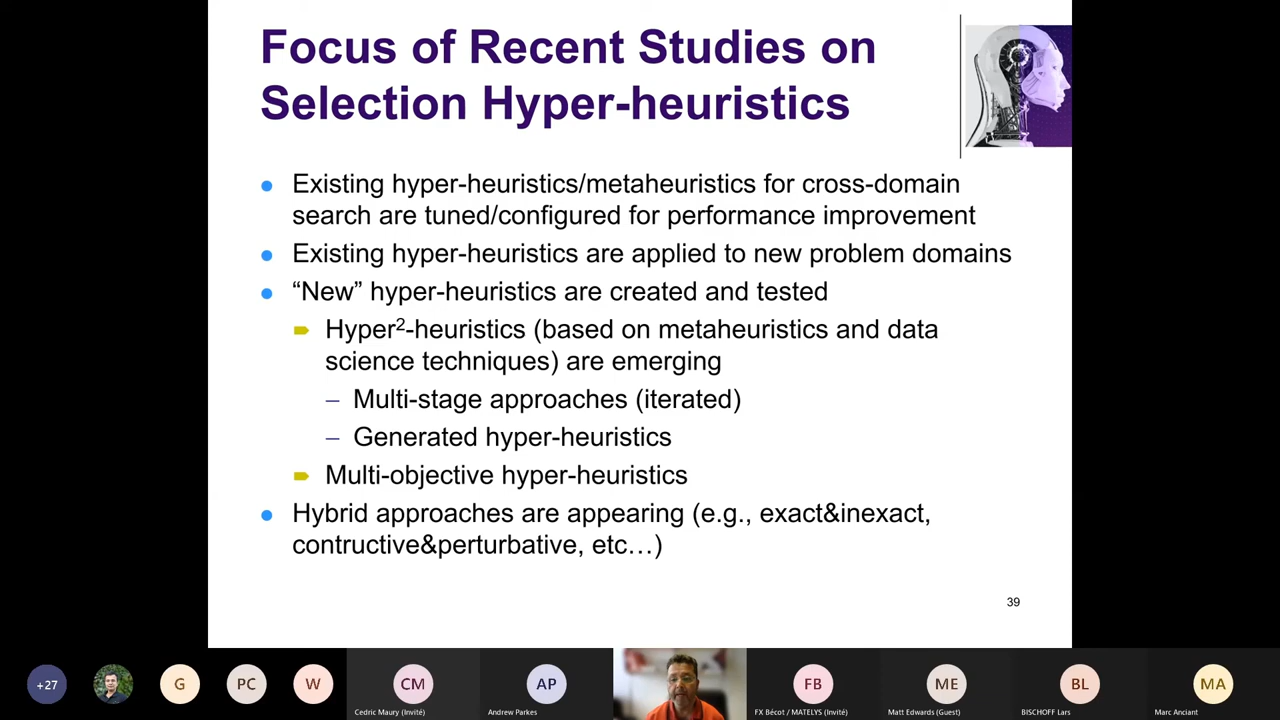 Focus of Recent Studies on
Selection Hyper-heuristics
Existing hyper-heuristics/metaheuristics for cross-domain
search are tuned/configured for performance improvement
Existing hyper-heuristics are applied to new problem domains
“New” hyper-heuristics are created and tested
Hyper²-heuristics (based on metaheuristics and data
science techniques) are emerging
– Multi-stage approaches (iterated)
– Generated hyper-heuristics
Multi-objective hyper-heuristics
Hybrid approaches are appearing (e.g., exact&inexact,
contructive&perturbative, etc…)
39
+27
G
PC
W
CM
AP
FB
ME
BL
MA
Cedric Maury (Invité)
Andrew Parkes
FX Bécot / MATELYS (Invité)
Matt Edwards (Guest)
BISCHOFF Lars
Marc Anciant